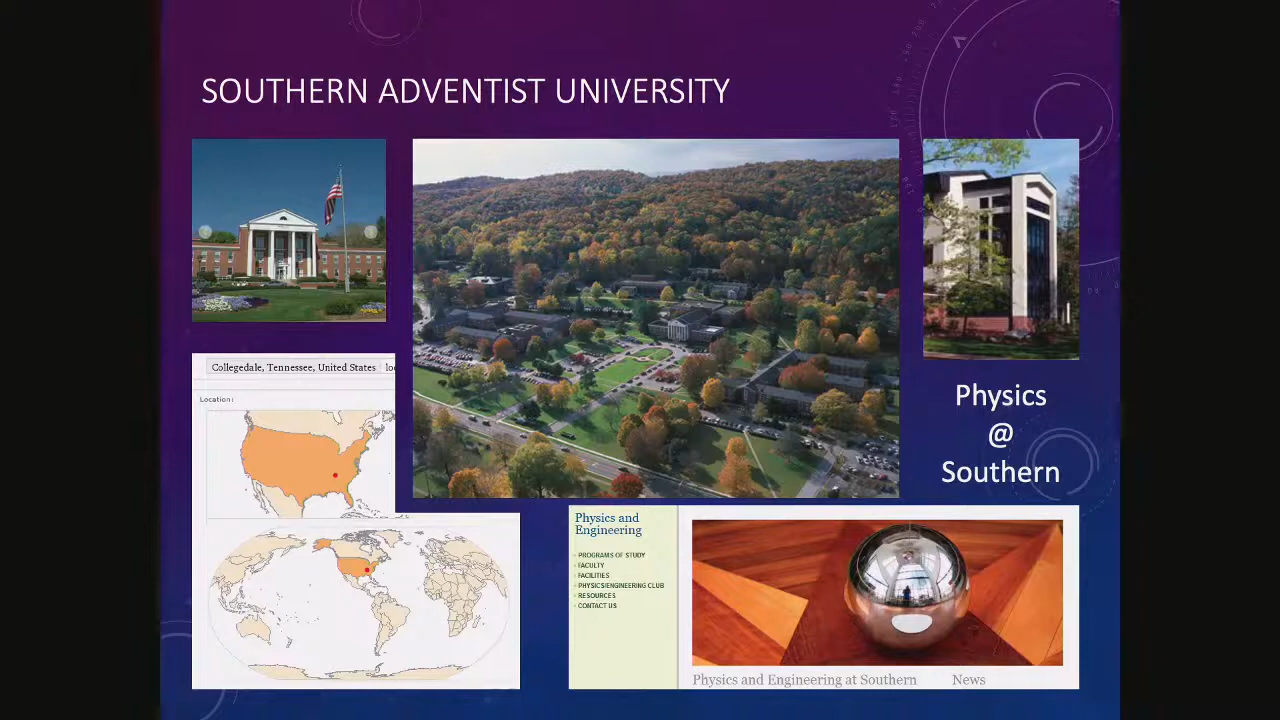 SOUTHERN ADVENTIST UNIVERSITY
Collegedale, Tennessee, United States
Location:
Physics
@
Southern
Physics and
Engineering
PROGRAMS OF STUDY
FACULTY
FACILITIES
PHYSICS/ENGINEERING CLUB
RESOURCES
CONTACT US
Physics and Engineering at Southern News